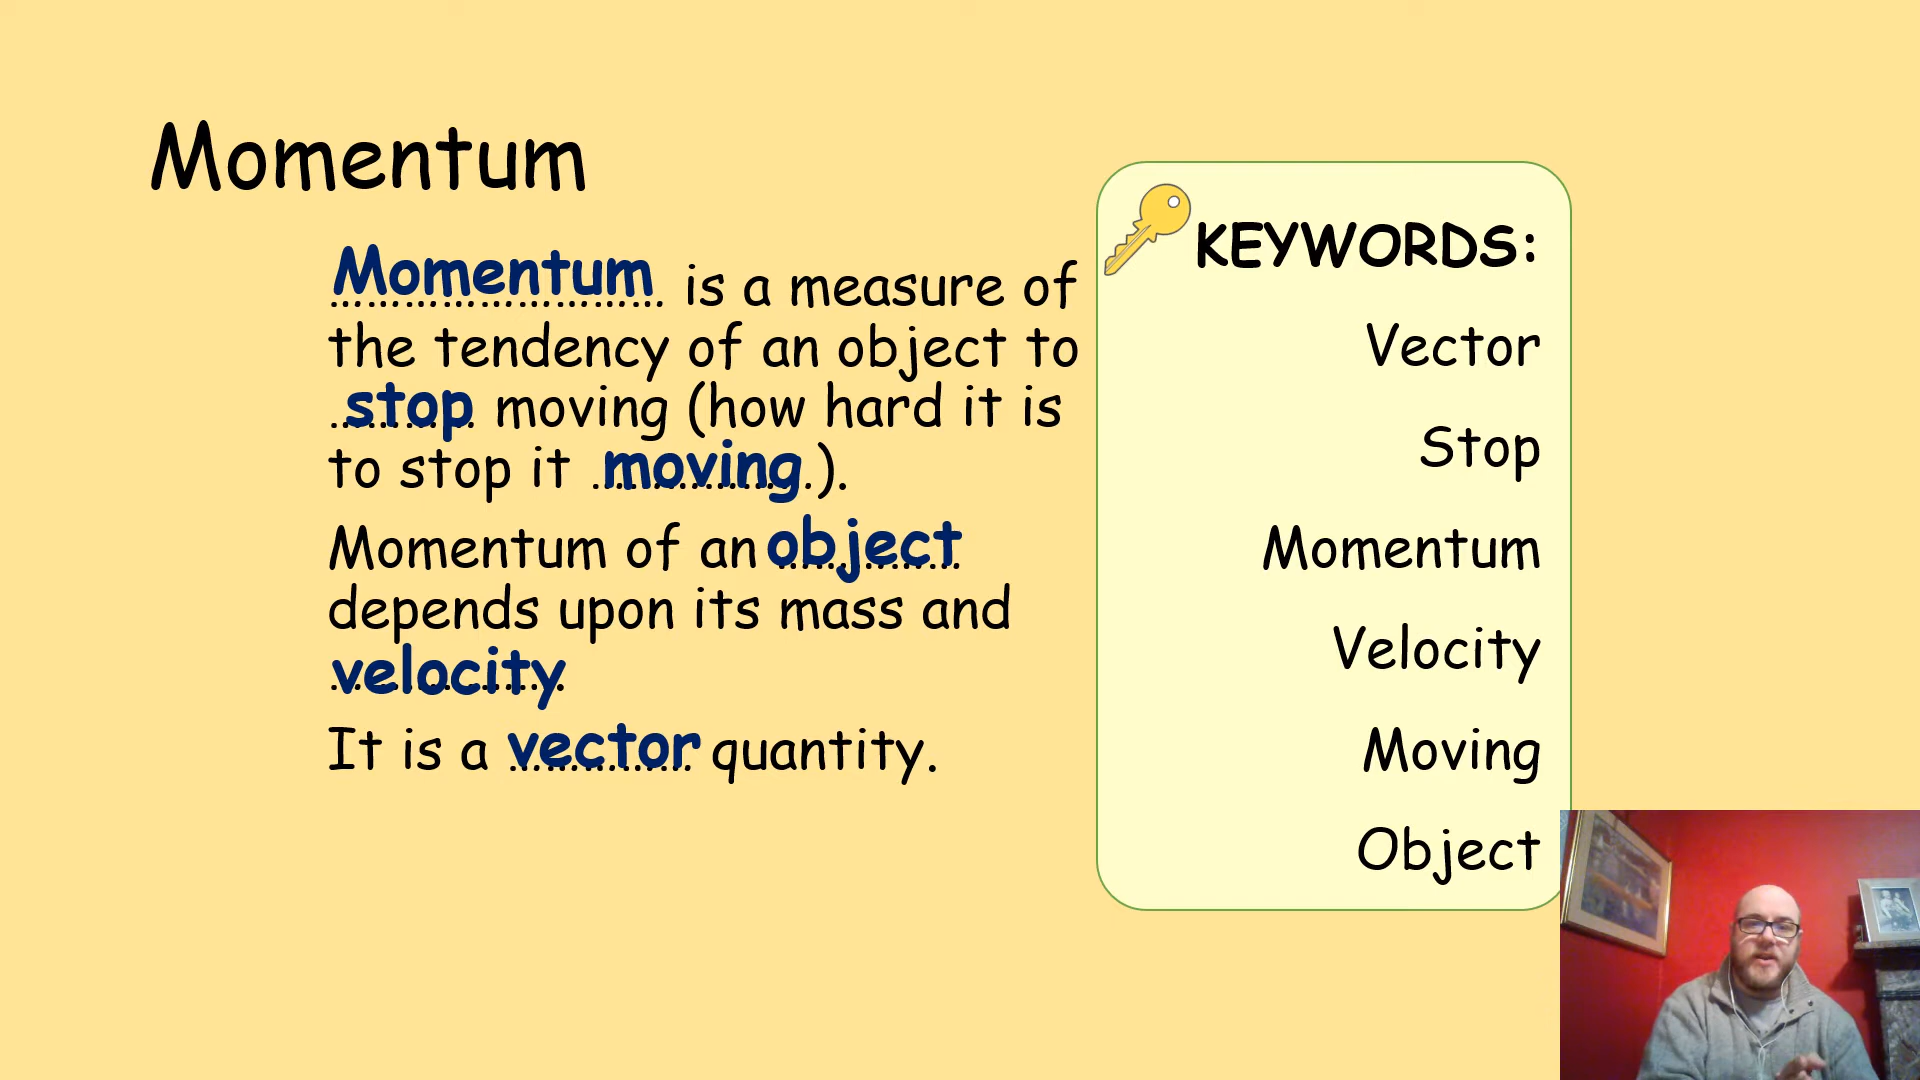 Momentum
Momentum is a measure of
the tendency of an object to
stop moving (how hard it is
to stop it moving.).
Momentum of an object
depends upon its mass and
velocity
It is a vector quantity.
KEYWORDS:
Vector
Stop
Momentum
Velocity
Moving
Object